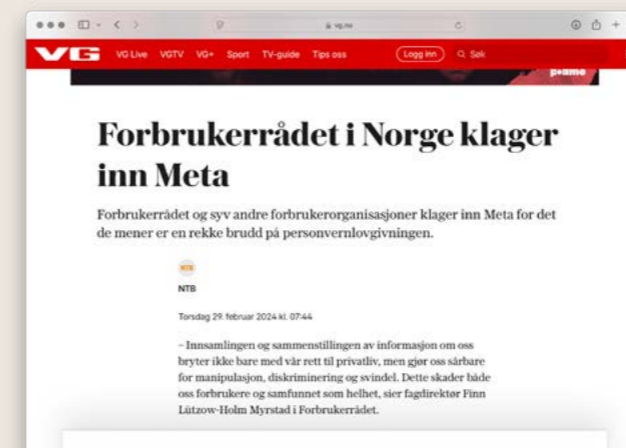 vg.no
VG
VG Live VGTV VG+ Sport TV-guide Tips oss Logg inn Søk
Forbrukerrådet i Norge klager
inn Meta
Forbrukerrådet og syv andre forbrukerorganisasjoner klager inn Meta for det
de mener er en rekke brudd på personvernlovgivningen.
NTB
NTB
Torsdag 29. februar 2024 kl. 07:44
– Innsamlingen og sammenstillingen av informasjon om oss
bryter ikke bare med vår rett til privatliv, men gjør oss sårbare
for manipulasjon, diskriminering og svindel. Dette skader både
oss forbrukere og samfunnet som helhet, sier fagdirektør Finn
Lützow-Holm Myrstad i Forbrukerrådet.